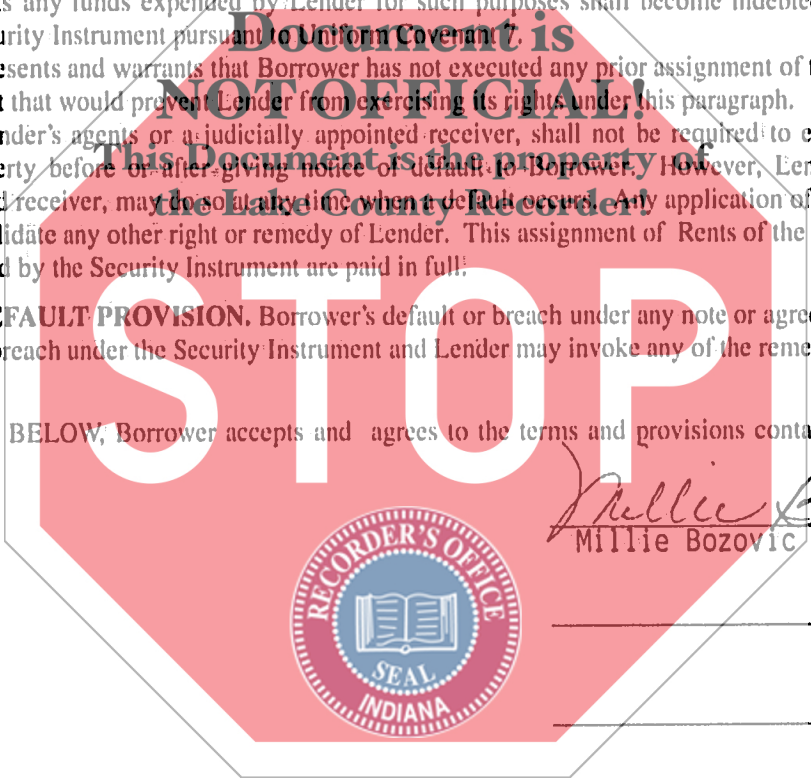 s any funds expended by Lender for such purposes shall become indebte
urity Instrument pursuant to Uniform Covenant 7.
Document is
esents and warrants that Borrower has not executed any prior assignment of
NOT OFFICIAL!
t that would prevent Lender from exercising its rights under this paragraph.
nder's agents or a judicially appointed receiver, shall not be required to e
This Document is the property of
erty before or after giving notice of default to Borrower. However, Len
the Lake County Recorder!
d receiver, may do so at any time when a default occurs. Any application of
lidate any other right or remedy of Lender. This assignment of Rents of the
d by the Security Instrument are paid in full.
EFAULT PROVISION. Borrower's default or breach under any note or agree
breach under the Security Instrument and Lender may invoke any of the reme
STOP
BELOW, Borrower accepts and agrees to the terms and provisions conta
Millie B
Millie Bozovic
RECORDER'S OFFICE
SEAL
INDIANA